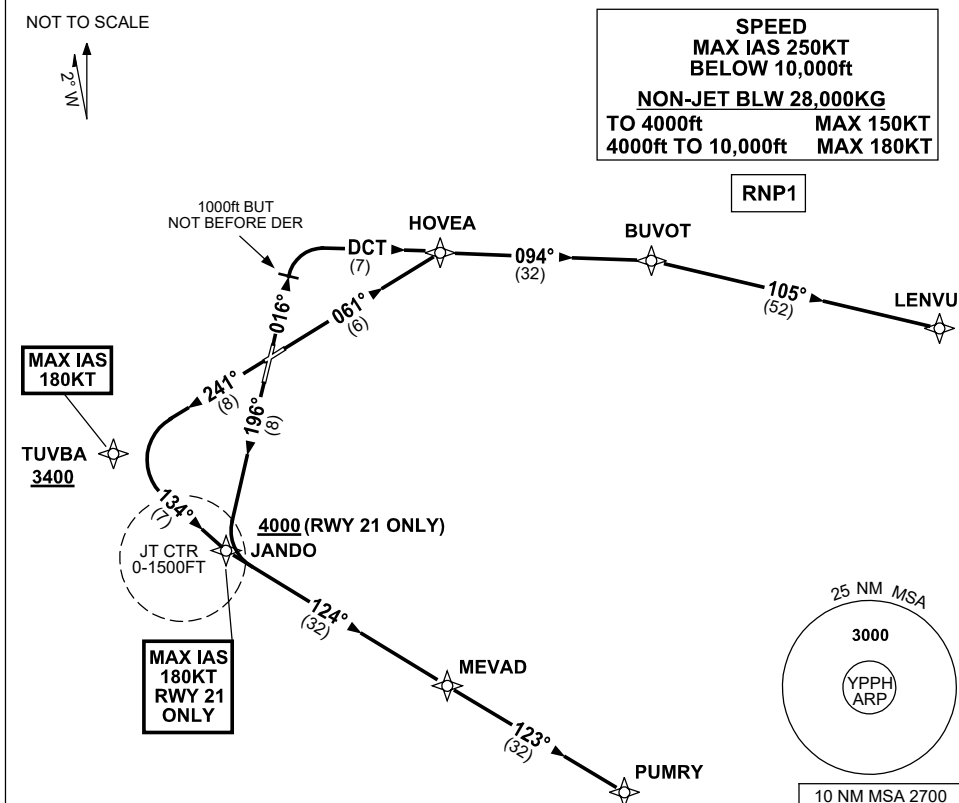 NOT TO SCALE
2° W
SPEED
MAX IAS 250KT
BELOW 10,000ft
NON-JET BLW 28,000KG
TO 4000ft MAX 150KT
4000ft TO 10,000ft MAX 180KT
RNP1
1000ft BUT
NOT BEFORE DER
HOVEA
BUVOT
LENVU
DCT
(7)
094°
(32)
105°
(52)
016°
061°
(6)
MAX IAS
180KT
241°
(8)
196°
(8)
TUVBA
3400
134°
(7)
4000 (RWY 21 ONLY)
JANDO
JT CTR
0-1500FT
124°
(32)
MAX IAS
180KT
RWY 21
ONLY
MEVAD
123°
(32)
PUMRY
25 NM MSA
3000
YPPH
ARP
10 NM MSA 2700